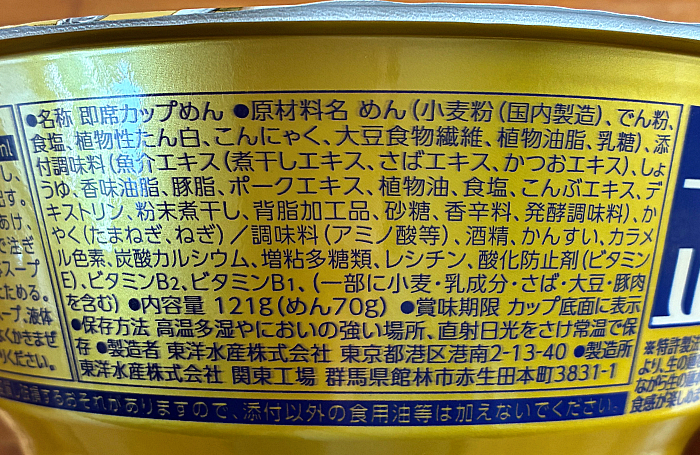 ●名称 即席カップめん ●原材料名 めん(小麦粉(国内製造)、でん粉、
食塩、植物性たん白、こんにゃく、大豆食物繊維、植物油脂、乳糖)、添
付調味料(魚介エキス(煮干しエキス、さばエキス、かつおエキス)、しょ
うゆ、香味油脂、豚脂、ポークエキス、植物油、食塩、こんぶエキス、デ
キストリン、粉末煮干し、背脂加工品、砂糖、香辛料、発酵調味料)、か
やく(たまねぎ、ねぎ)/調味料(アミノ酸等)、酒精、かんすい、カラメ
ル色素、炭酸カルシウム、増粘多糖類、レシチン、酸化防止剤(ビタミン
E)、ビタミンB2、ビタミンB1、(一部に小麦・乳成分・さば・大豆・豚肉
を含む) ●内容量 121g(めん70g) ●賞味期限 カップ底面に表示
●保存方法 高温多湿やにおいの強い場所、直射日光をさけ常温で保
存 ●製造者 東洋水産株式会社 東京都港区港南2-13-40 ●製造所
東洋水産株式会社 関東工場 群馬県館林市赤生田本町3831-1
するおそれがありますので、添付以外の食用油等は加えないでください。